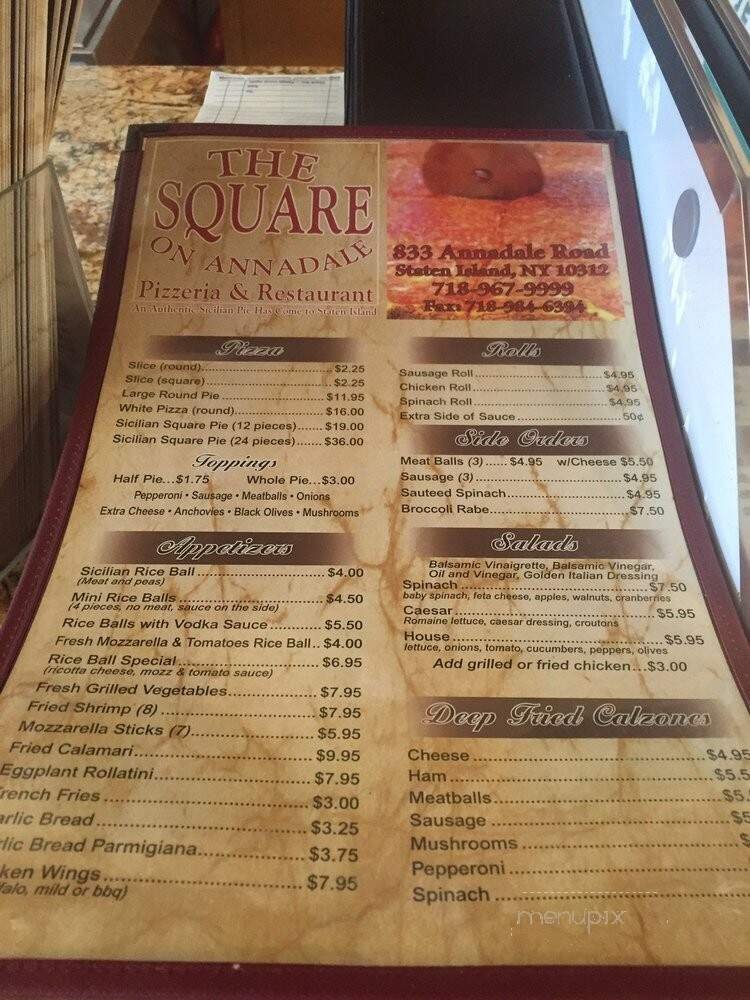 THE
SQUARE
ON ANNADALE
Pizzeria & Restaurant
An Authentic Sicilian Pie Has Come to Staten Island
833 Annadale Road
Staten Island, NY 10312
718-967-9999
Fax: 718-984-6394
Pizza
Slice (round)...$2.25
Slice (square)...$2.25
Large Round Pie...$11.95
White Pizza (round)...$16.00
Sicilian Square Pie (12 pieces)...$19.00
Sicilian Square Pie (24 pieces)...$36.00
Toppings
Half Pie...$1.75 Whole Pie...$3.00
Pepperoni • Sausage • Meatballs • Onions
Extra Cheese • Anchovies • Black Olives • Mushrooms
Appetizers
Sicilian Rice Ball...$4.00
(Meat and peas)
Mini Rice Balls...$4.50
(4 pieces, no meat, sauce on the side)
Rice Balls with Vodka Sauce...$5.50
Fresh Mozzarella & Tomatoes Rice Ball..$4.00
Rice Ball Special...$6.95
(ricotta cheese, mozz & tomato sauce)
Fresh Grilled Vegetables...$7.95
Fried Shrimp (8)...$7.95
Mozzarella Sticks (7)...$5.95
Fried Calamari...$9.95
Eggplant Rollatini...$7.95
rench Fries...$3.00
arlic Bread...$3.25
rlic Bread Parmigiana...$3.75
ken Wings...$7.95
falo, mild or bbq)
Rolls
Sausage Roll...$4.95
Chicken Roll...$4.95
Spinach Roll...$4.95
Extra Side of Sauce...50¢
Side Orders
Meat Balls (3)...$4.95 w/Cheese $5.50
Sausage (3)...$4.95
Sauteed Spinach...$4.95
Broccoli Rabe...$7.50
Salads
Balsamic Vinaigrette, Balsamic Vinegar,
Oil and Vinegar, Golden Italian Dressing
Spinach...$7.50
baby spinach, feta cheese, apples, walnuts, cranberries
Caesar...$5.95
Romaine lettuce, caesar dressing, croutons
House...$5.95
lettuce, onions, tomato, cucumbers, peppers, olives
Add grilled or fried chicken...$3.00
Deep Fried Calzones
Cheese...$4.95
Ham...$5.5
Meatballs...$5.
Sausage...$5
Mushrooms...$
Pepperoni...
Spinach...
menupix